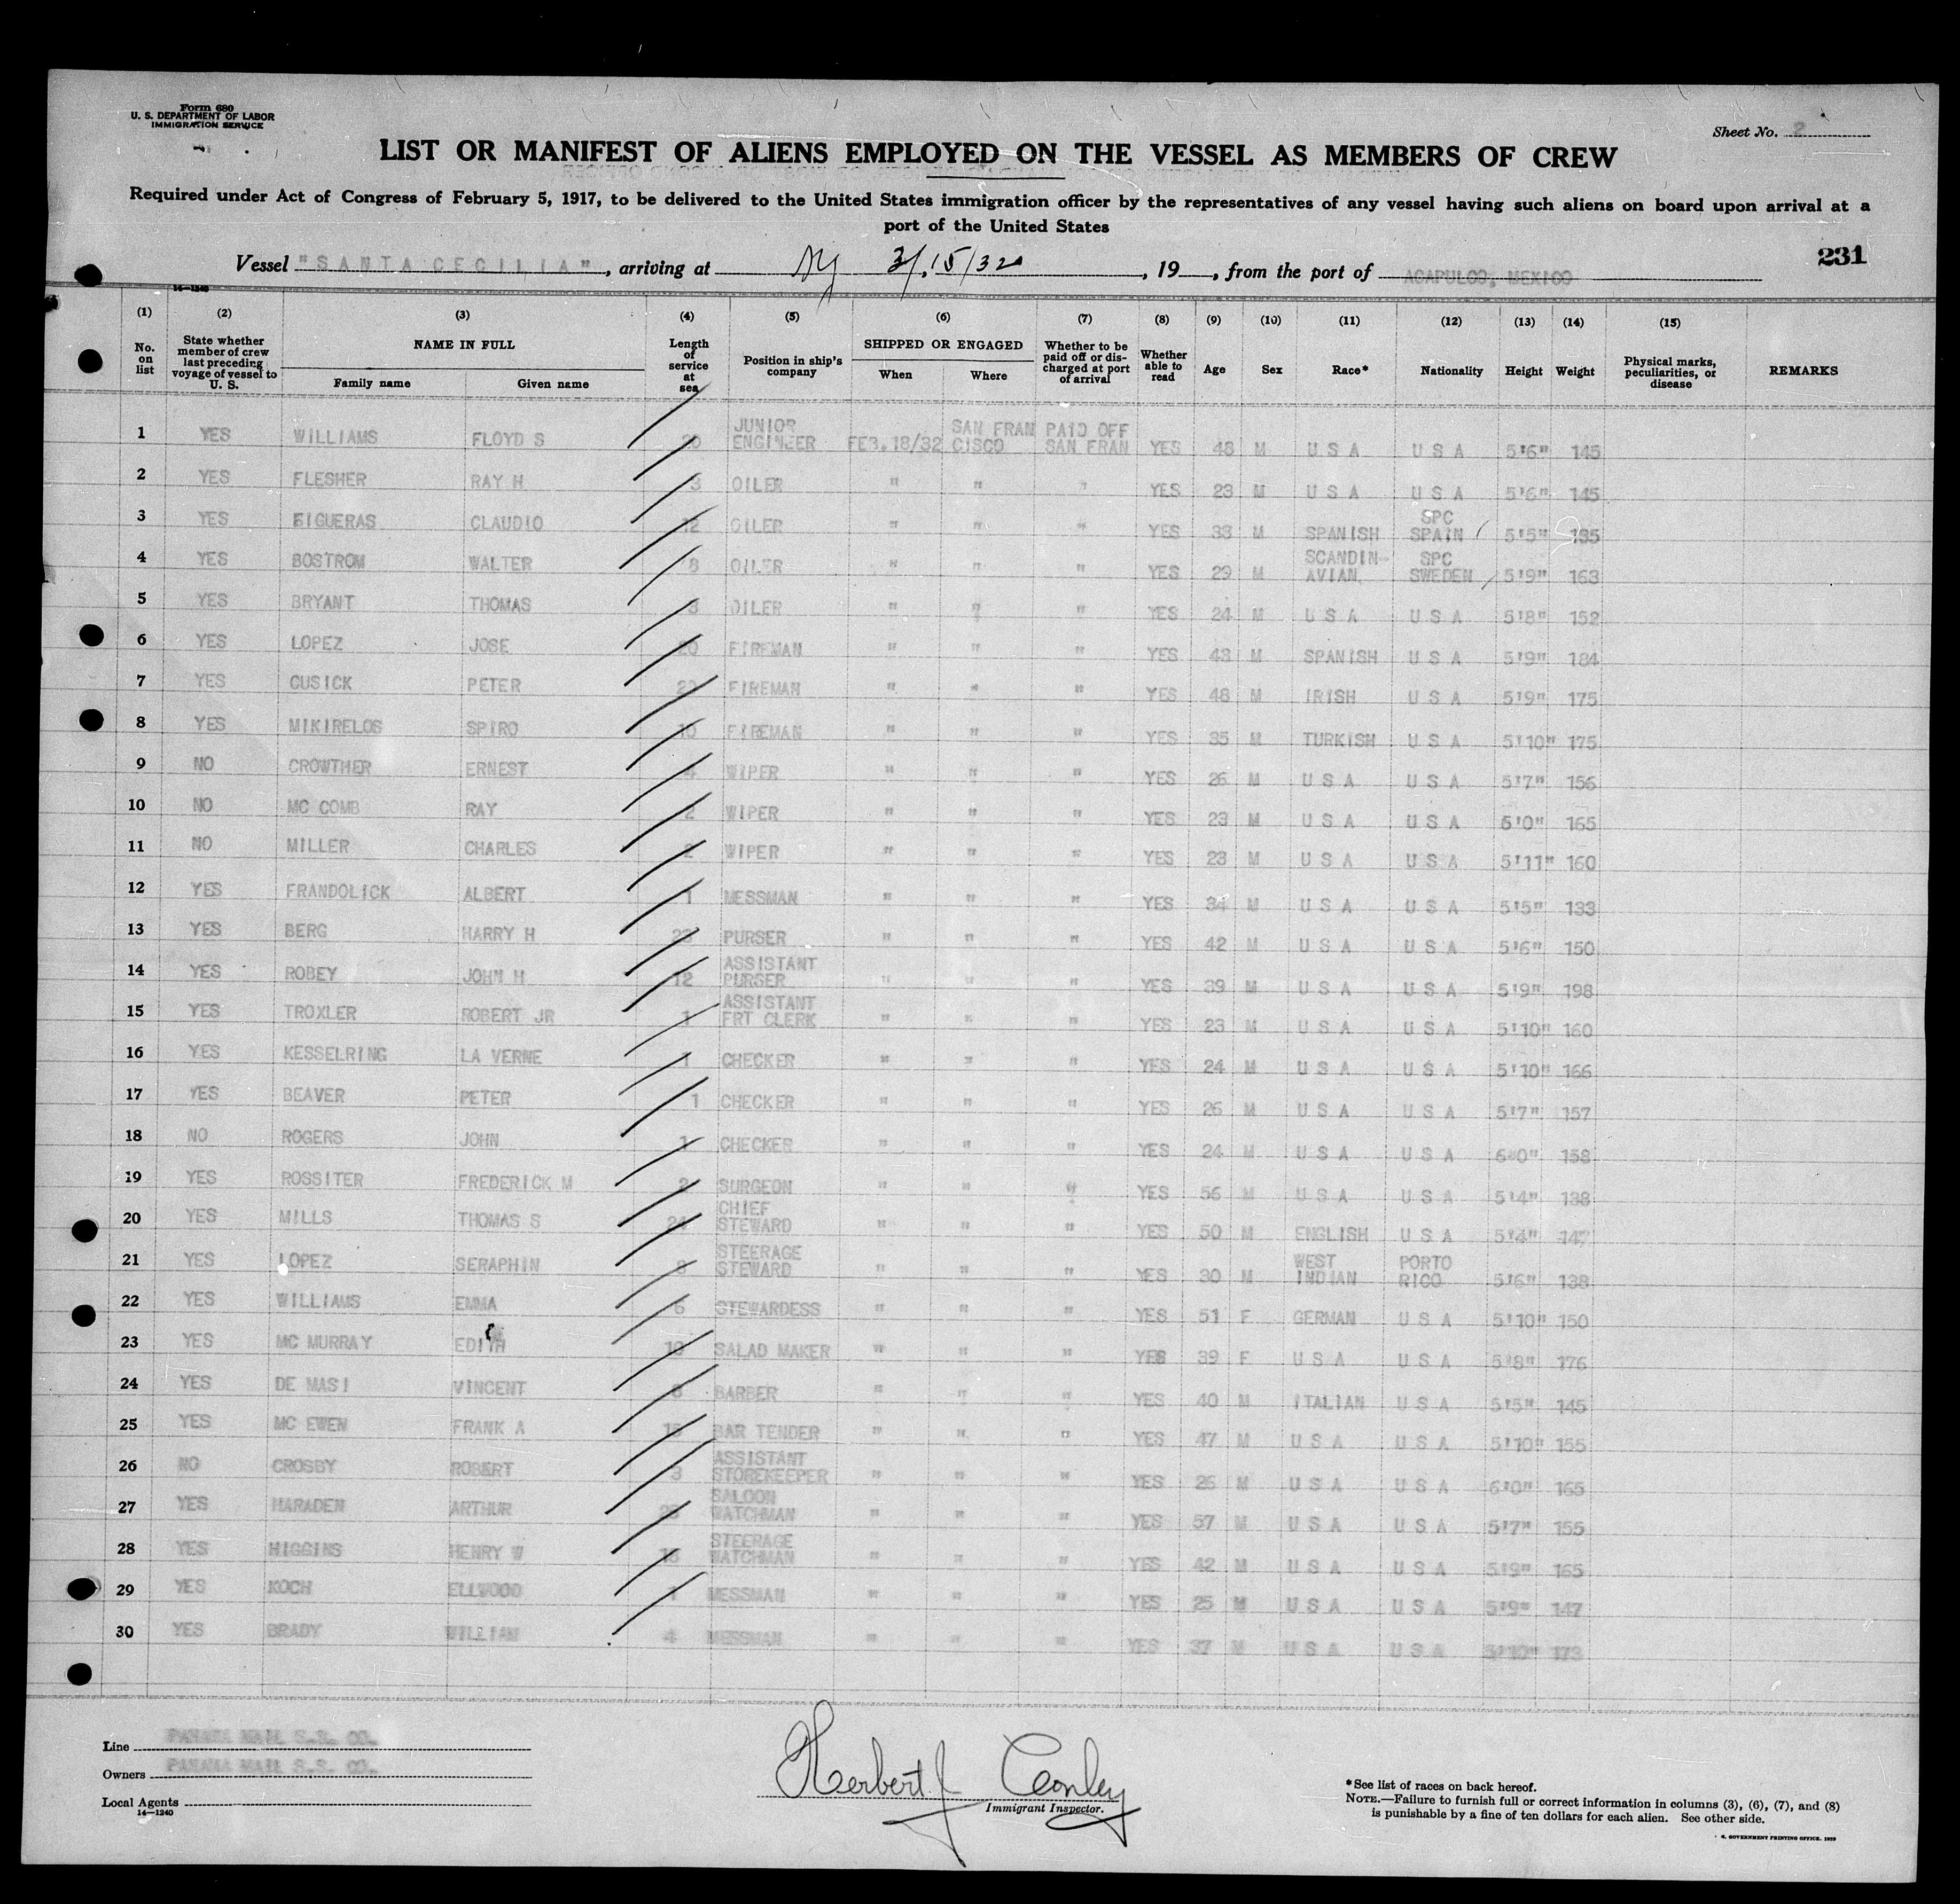 Form 680
U. S. DEPARTMENT OF LABOR
IMMIGRATION SERVICE
Sheet No. 2
LIST OR MANIFEST OF ALIENS EMPLOYED ON THE VESSEL AS MEMBERS OF CREW
Required under Act of Congress of February 5, 1917, to be delivered to the United States immigration officer by the representatives of any vessel having such aliens on board upon arrival at a
port of the United States
231
Vessel "SANTA CECILIA", arriving at NY 3/15/32, 19, from the port of ACAPULCO, MEXICO
14—1240
(1) (2) (3) (4) (5) (6) (7) (8) (9) (10) (11) (12) (13) (14) (15)
No. on list State whether member of crew last preceding voyage of vessel to U. S. NAME IN FULL Family name Given name Length of service at sea Position in ship's company SHIPPED OR ENGAGED When Where Whether to be paid off or discharged at port of arrival Whether able to read Age Sex Race* Nationality Height Weight Physical marks, peculiarities, or disease REMARKS
1 YES WILLIAMS FLOYD S 20 JUNIOR ENGINEER FEB.18/32 SAN FRANCISCO PAID OFF SAN FRAN YES 48 M U S A U S A 5'6" 145
2 YES FLESHER RAY H 3 OILER " " " YES 23 M U S A U S A 5'6" 145
3 YES FIGUERAS CLAUDIO 12 OILER " " " YES 33 M SPANISH SPC SPAIN 5'5" 135
4 YES BOSTROM WALTER 8 OILER " " " YES 29 M SCANDIN-AVIAN SPC SWEDEN 5'9" 163
5 YES BRYANT THOMAS 3 OILER " " " YES 24 M U S A U S A 5'8" 152
6 YES LOPEZ JOSE 20 FIREMAN " " " YES 43 M SPANISH U S A 5'9" 184
7 YES CUSICK PETER FIREMAN " " " YES 48 M IRISH U S A 5'9" 175
8 YES MIKIRELOS SPIRO 10 FIREMAN " " " YES 35 M TURKISH U S A 5'10" 175
9 NO CROWTHER ERNEST 4 WIPER " " " YES 26 M U S A U S A 5'7" 156
10 NO MC COMB RAY 2 WIPER " " " YES 23 M U S A U S A 6'0" 165
11 NO MILLER CHARLES 2 WIPER " " " YES 23 M U S A U S A 5'11" 160
12 YES FRANDOLICK ALBERT 1 MESSMAN " " " YES 34 M U S A U S A 5'5" 133
13 YES BERG HARRY H 23 PURSER " " " YES 42 M U S A U S A 5'6" 150
14 YES ROBEY JOHN H 12 ASSISTANT PURSER " " " YES 39 M U S A U S A 5'9" 198
15 YES TROXLER ROBERT JR 1 ASSISTANT FRT CLERK " " " YES 23 M U S A U S A 5'10" 160
16 YES KESSELRING LA VERNE 1 CHECKER " " " YES 24 M U S A U S A 5'10" 166
17 YES BEAVER PETER 1 CHECKER " " " YES 26 M U S A U S A 5'7" 157
18 NO ROGERS JOHN 1 CHECKER " " " YES 24 M U S A U S A 6'0" 158
19 YES ROSSITER FREDERICK M 2 SURGEON " " " YES 56 M U S A U S A 5'4" 138
20 YES MILLS THOMAS S 24 CHIEF STEWARD " " " YES 50 M ENGLISH U S A 5'4" 147
21 YES LOPEZ SERAPHIN 8 STEERAGE STEWARD " " " YES 30 M WEST INDIAN PORTO RICO 5'6" 138
22 YES WILLIAMS EMMA 6 STEWARDESS " " " YES 51 F GERMAN U S A 5'10" 150
23 YES MC MURRAY EDITH 10 SALAD MAKER " " " YES 39 F U S A U S A 5'8" 176
24 YES DE MASI VINCENT BARBER " " " YES 40 M ITALIAN U S A 5'5" 145
25 YES MC EWEN FRANK A 15 BAR TENDER " " " YES 47 M U S A U S A 5'10" 155
26 NO CROSBY ROBERT 3 ASSISTANT STOREKEEPER " " " YES 26 M U S A U S A 6'0" 165
27 YES HARADEN ARTHUR SALOON WATCHMAN " " " YES 57 M U S A U S A 5'7" 155
28 YES HIGGINS HENRY W STEERAGE WATCHMAN " " " YES 42 M U S A U S A 5'9" 165
29 YES KOCH ELLWOOD 1 MESSMAN " " " YES 25 M U S A U S A 5'9" 147
30 YES BRADY WILLIAM 4 MESSMAN " " " YES 37 M U S A U S A 5'10" 173
Line PANAMA MAIL S.S. CO.
Owners PANAMA MAIL S.S. CO.
Local Agents
14—1240
Herbert J Conley
Immigrant Inspector.
*See list of races on back hereof.
NOTE.—Failure to furnish full or correct information in columns (3), (6), (7), and (8)
is punishable by a fine of ten dollars for each alien. See other side.
GOVERNMENT PRINTING OFFICE: 1929